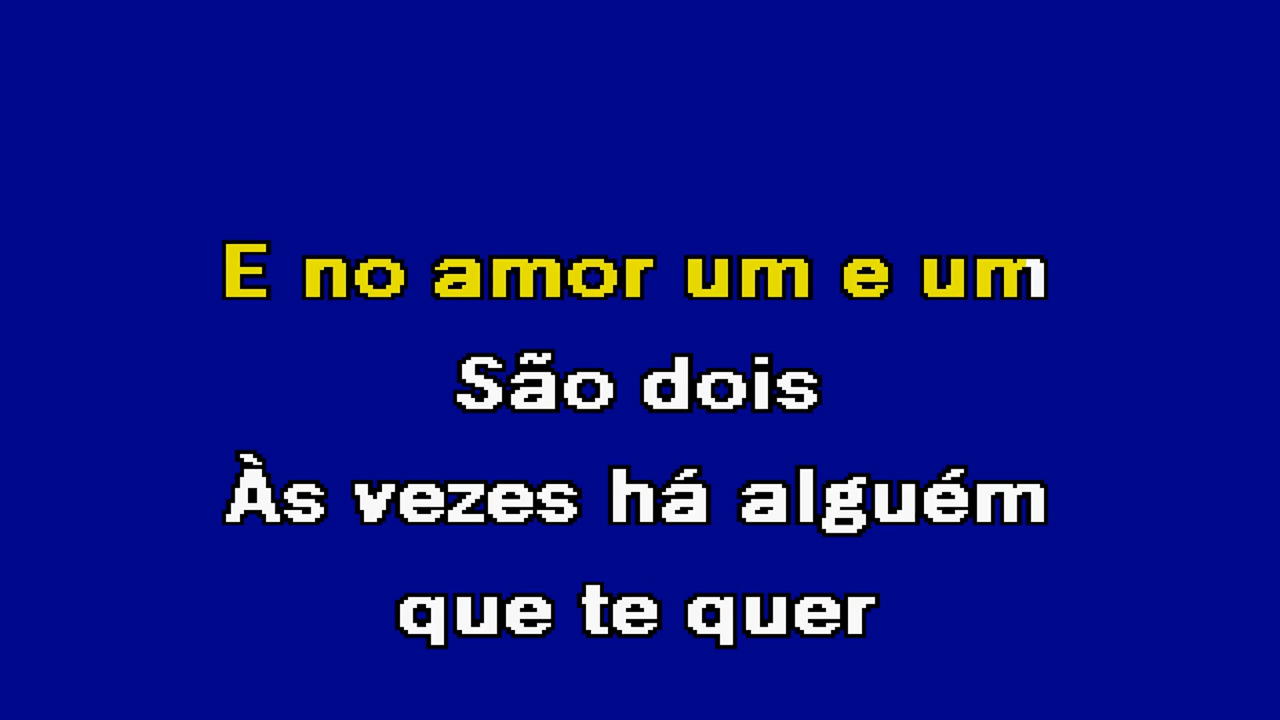 E no amor um e um
São dois
Às vezes há alguém
que te quer